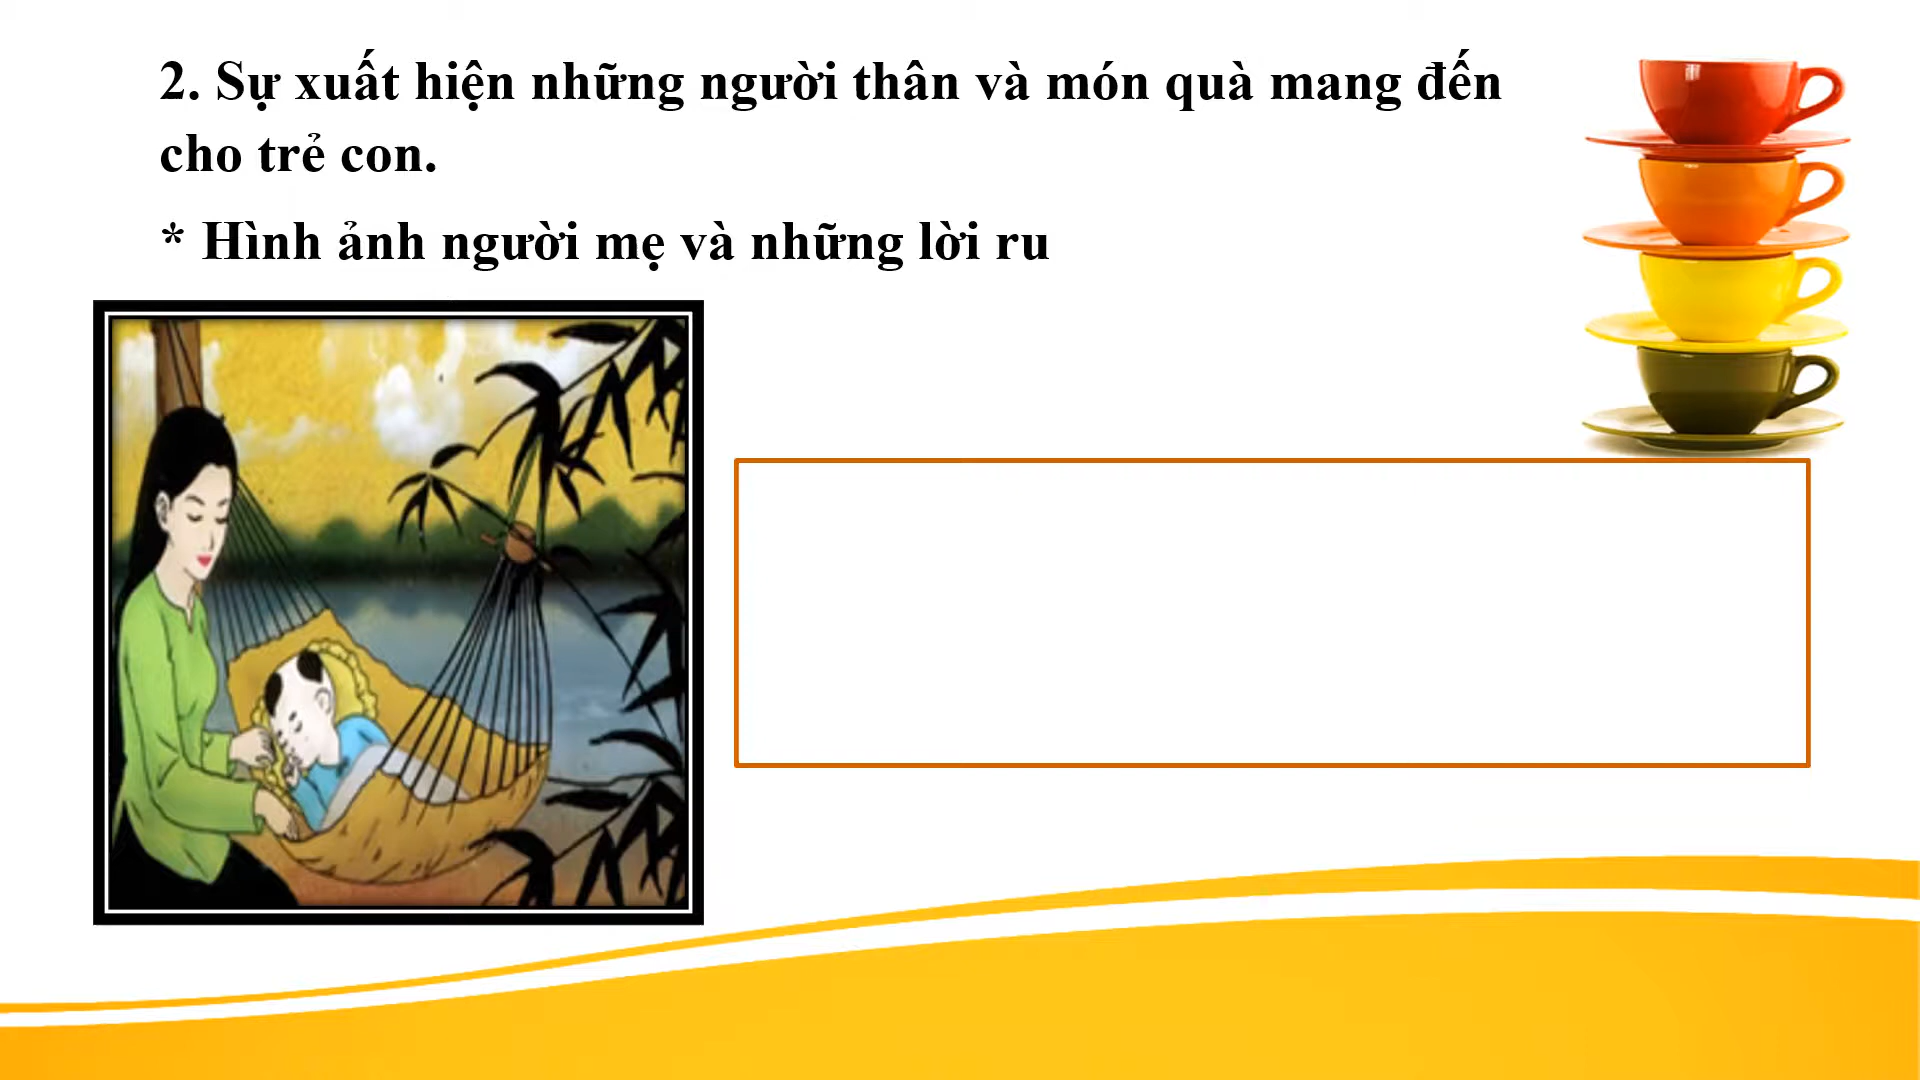 2. Sự xuất hiện những người thân và món quà mang đến
cho trẻ con.
* Hình ảnh người mẹ và những lời ru